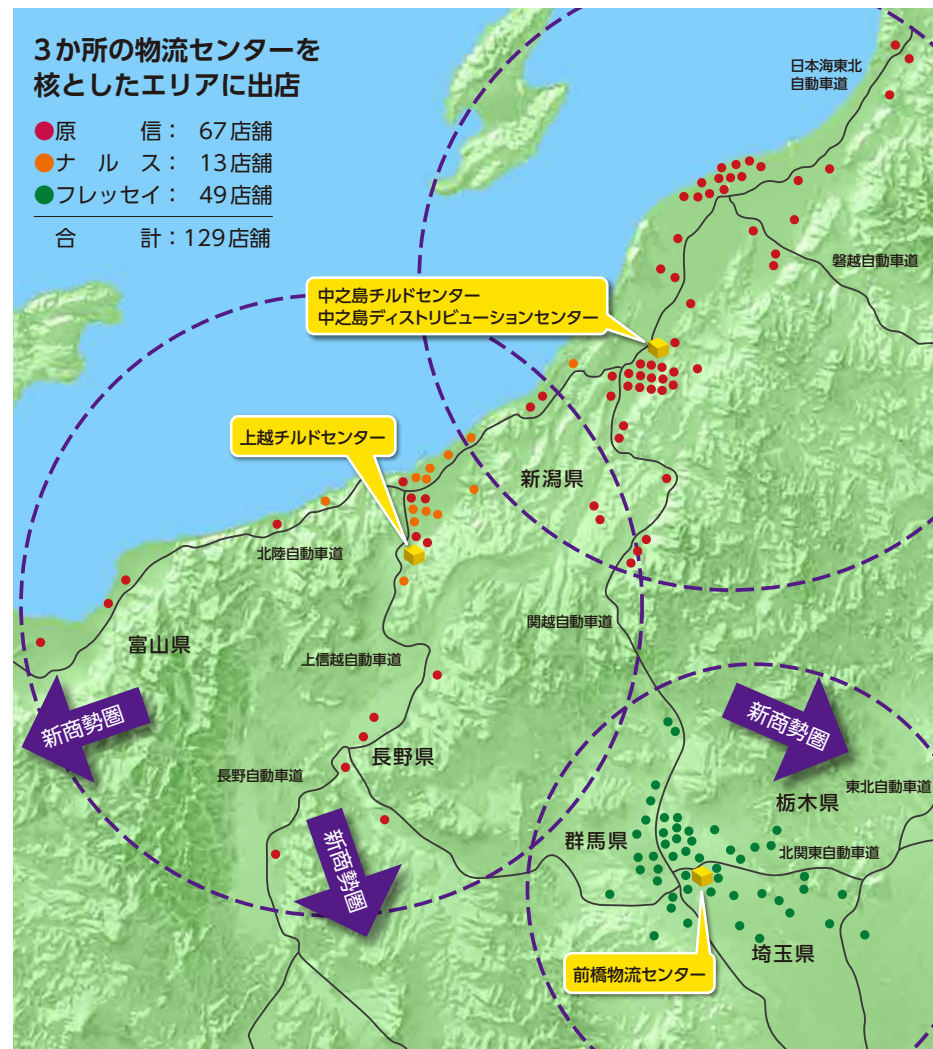 3か所の物流センターを
核としたエリアに出店
●原　　信： 67店舗
●ナ　ル　ス： 13店舗
●フレッセイ： 49店舗
合　　計：129店舗
日本海東北
自動車道
磐越自動車道
中之島チルドセンター
中之島ディストリビューションセンター
上越チルドセンター
新潟県
北陸自動車道
関越自動車道
富山県
上信越自動車道
新商勢圏
新商勢圏
長野県
長野自動車道
東北自動車道
栃木県
群馬県
北関東自動車道
新商勢圏
埼玉県
前橋物流センター